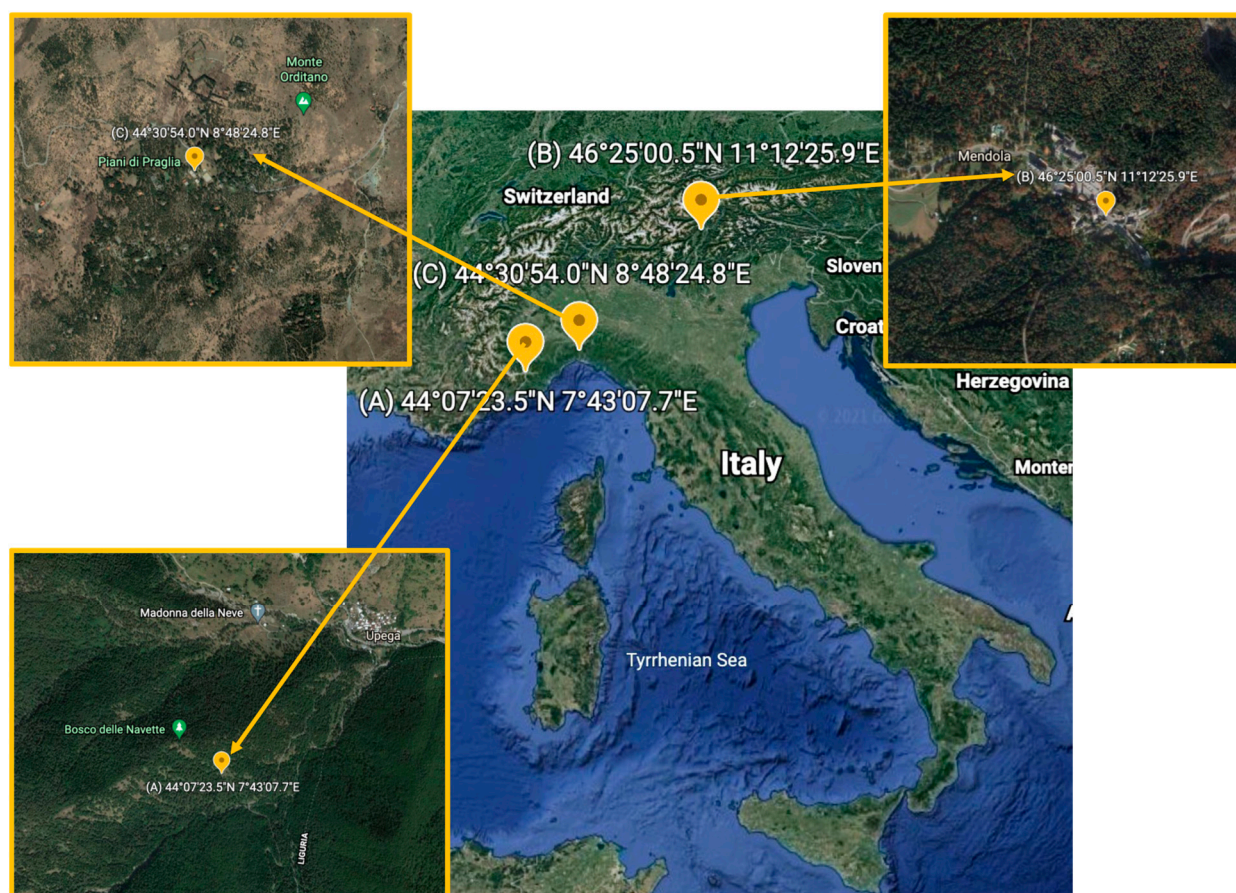 Monte
Orditano
(C) 44°30'54.0"N 8°48'24.8"E
Piani di Praglia
Mendola
(B) 46°25'00.5"N 11°12'25.9"E
(B) 46°25'00.5"N 11°12'25.9"E
Switzerland
(C) 44°30'54.0"N 8°48'24.8"E
Sloven
Croat
Herzegovina
(A) 44°07'23.5"N 7°43'07.7"E
© 2021 G
Italy
Monter
Madonna della Neve
Upega
A
Tyrrhenian Sea
Bosco delle Navette
(A) 44°07'23.5"N 7°43'07.7"E
LIGURIA